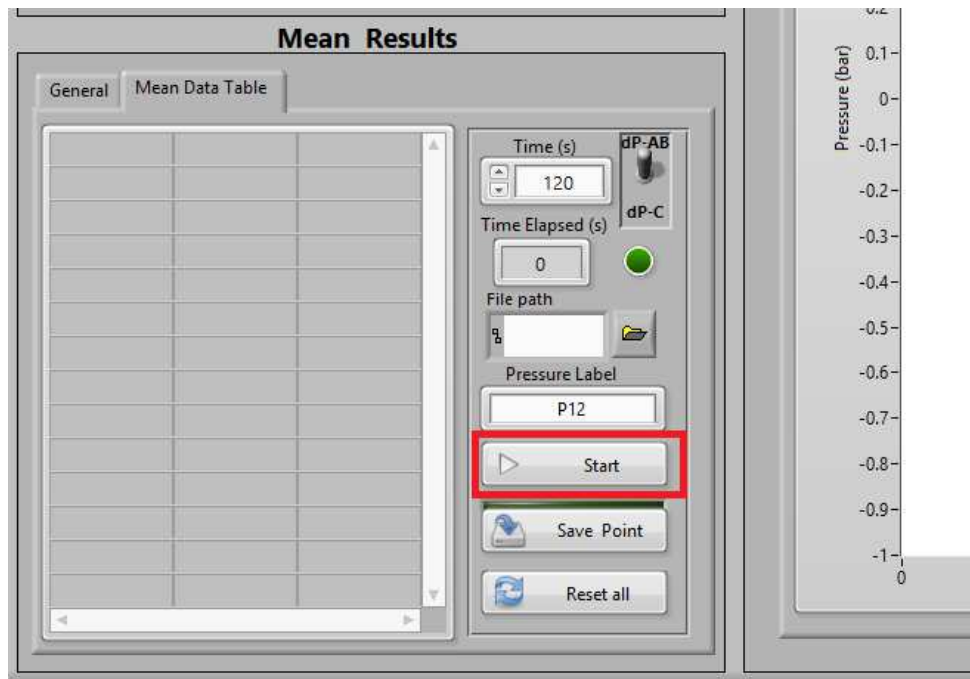 Mean Results
General
Mean Data Table
Time (s)
dP-AB
120
dP-C
Time Elapsed (s)
0
File path
Pressure Label
P12
Start
Save Point
Reset all
Pressure (bar)
0.2
0.1
0
-0.1
-0.2
-0.3
-0.4
-0.5
-0.6
-0.7
-0.8
-0.9
-1
0